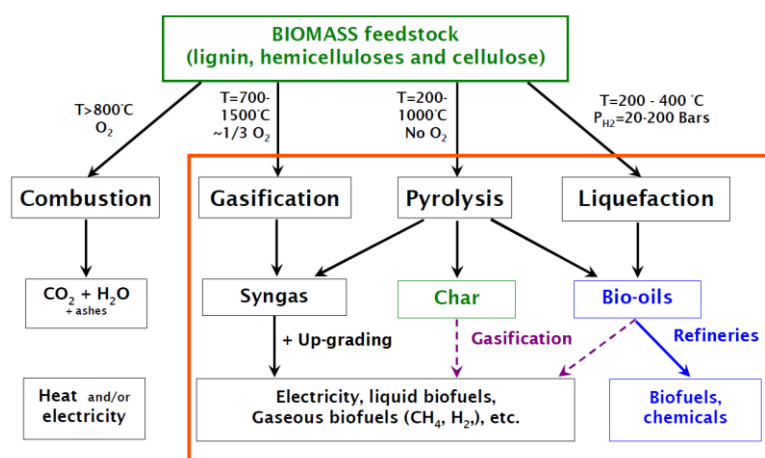 BIOMASS feedstock
(lignin, hemicelluloses and cellulose)
T>800°C
O₂
T=700-
1500°C
~1/3 O₂
T=200-
1000°C
No O₂
T=200 - 400 °C
P_H2=20-200 Bars
Combustion
Gasification
Pyrolysis
Liquefaction
CO₂ + H₂O
+ ashes
Syngas
Char
Bio-oils
+ Up-grading
Gasification
Refineries
Heat and/or
electricity
Electricity, liquid biofuels,
Gaseous biofuels (CH₄, H₂,), etc.
Biofuels,
chemicals